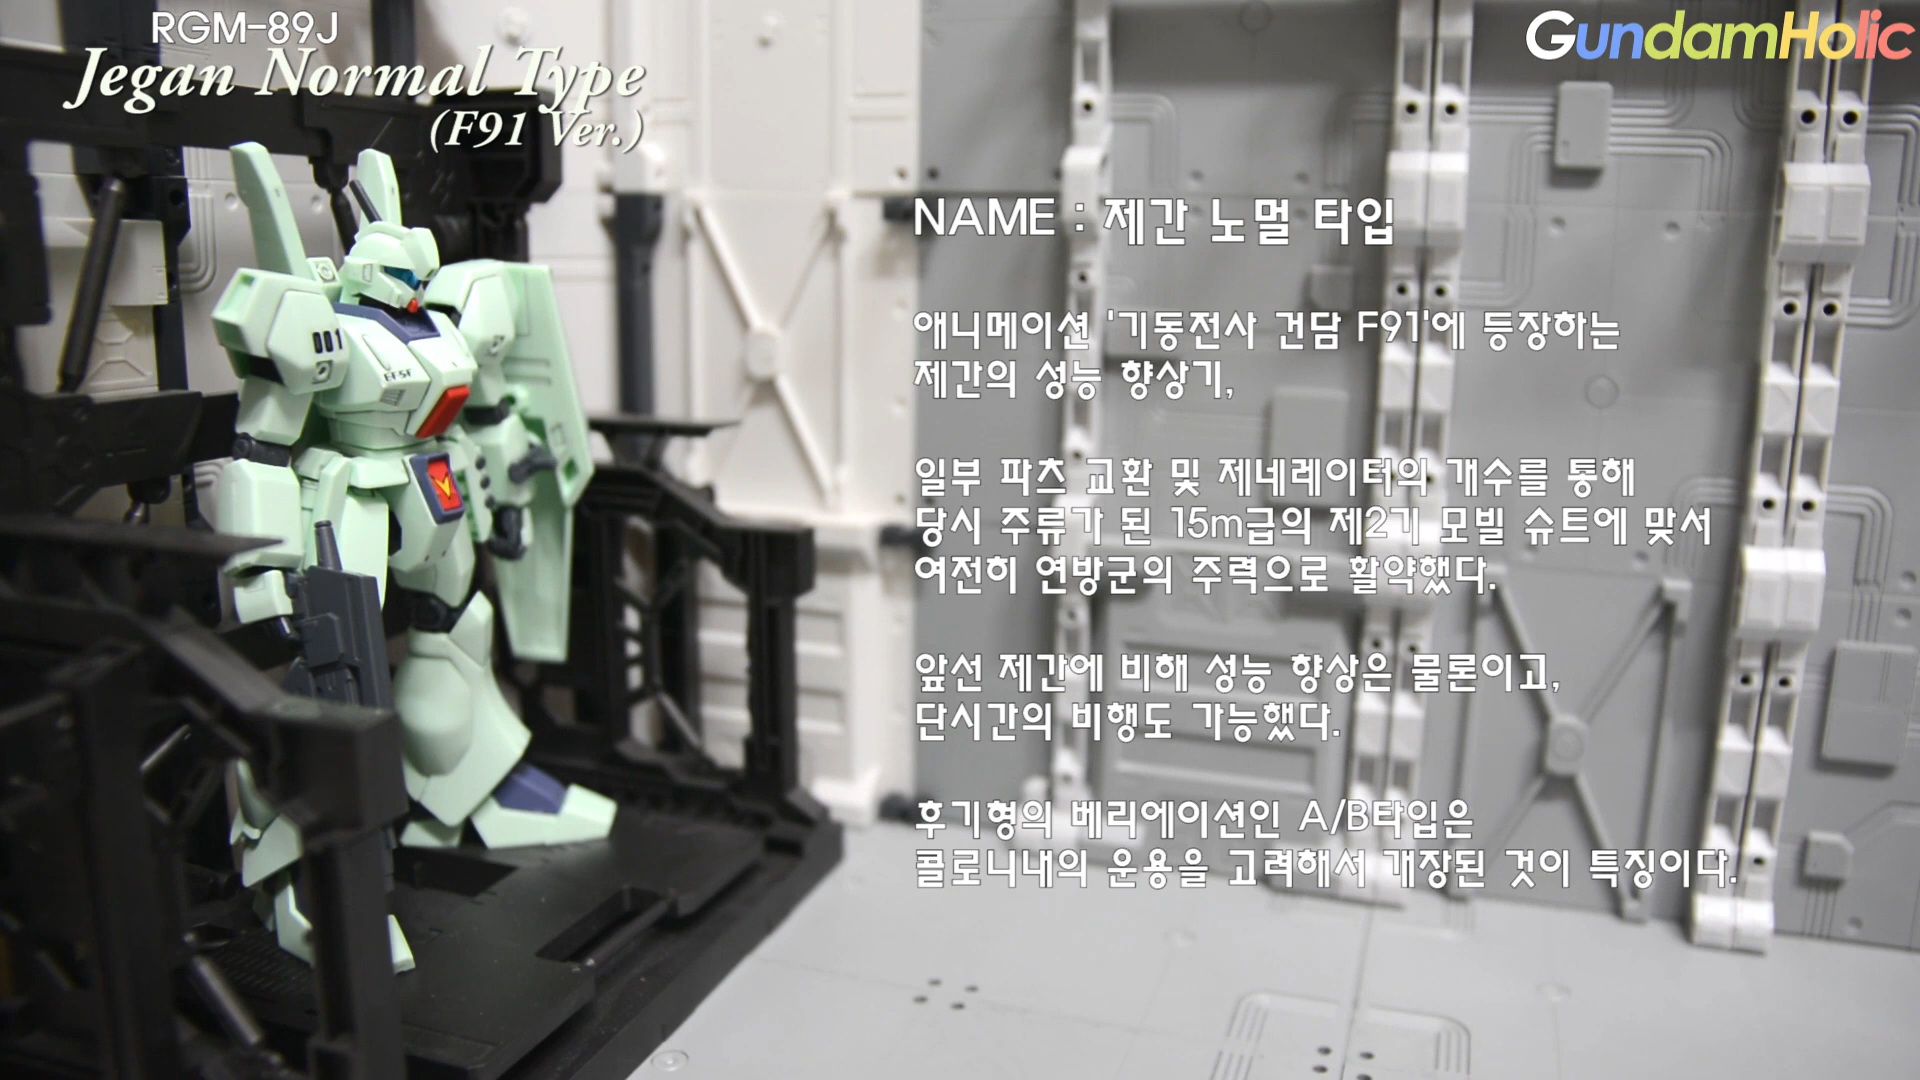 RGM-89J
Jegan Normal Type
(F91 Ver.)
GundamHolic
NAME : 제간 노멀 타입
애니메이션 '기동전사 건담 F91'에 등장하는
제간의 성능 향상기,
일부 파츠 교환 및 제네레이터의 개수를 통해
당시 주류가 된 15m급의 제2기 모빌 슈트에 맞서
여전히 연방군의 주력으로 활약했다.
앞선 제간에 비해 성능 향상은 물론이고,
단시간의 비행도 가능했다.
후기형의 베리에이션인 A/B타입은
콜로니내의 운용을 고려해서 개장된 것이 특징이다.
001
EFSF